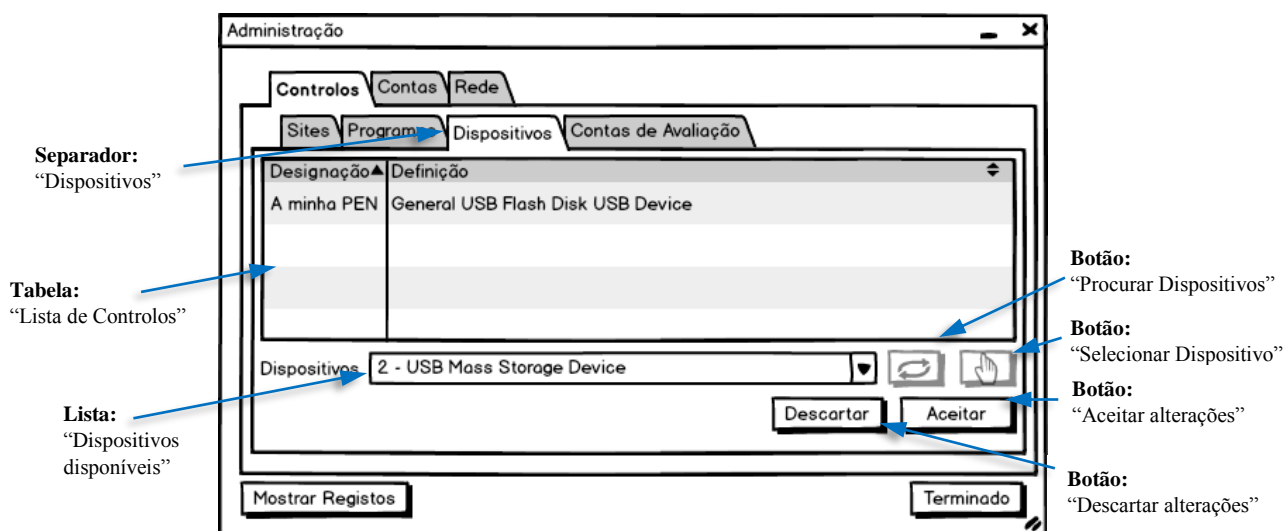 Administração
Controlos Contas Rede
Sites Programas Dispositivos Contas de Avaliação
Separador:
“Dispositivos”
Designação Definição
A minha PEN General USB Flash Disk USB Device
Tabela:
“Lista de Controlos”
Botão:
“Procurar Dispositivos”
Botão:
“Selecionar Dispositivo”
Dispositivos 2 - USB Mass Storage Device
Botão:
“Aceitar alterações”
Lista:
“Dispositivos
disponíveis”
Descartar Aceitar
Botão:
“Descartar alterações”
Mostrar Registos Terminado